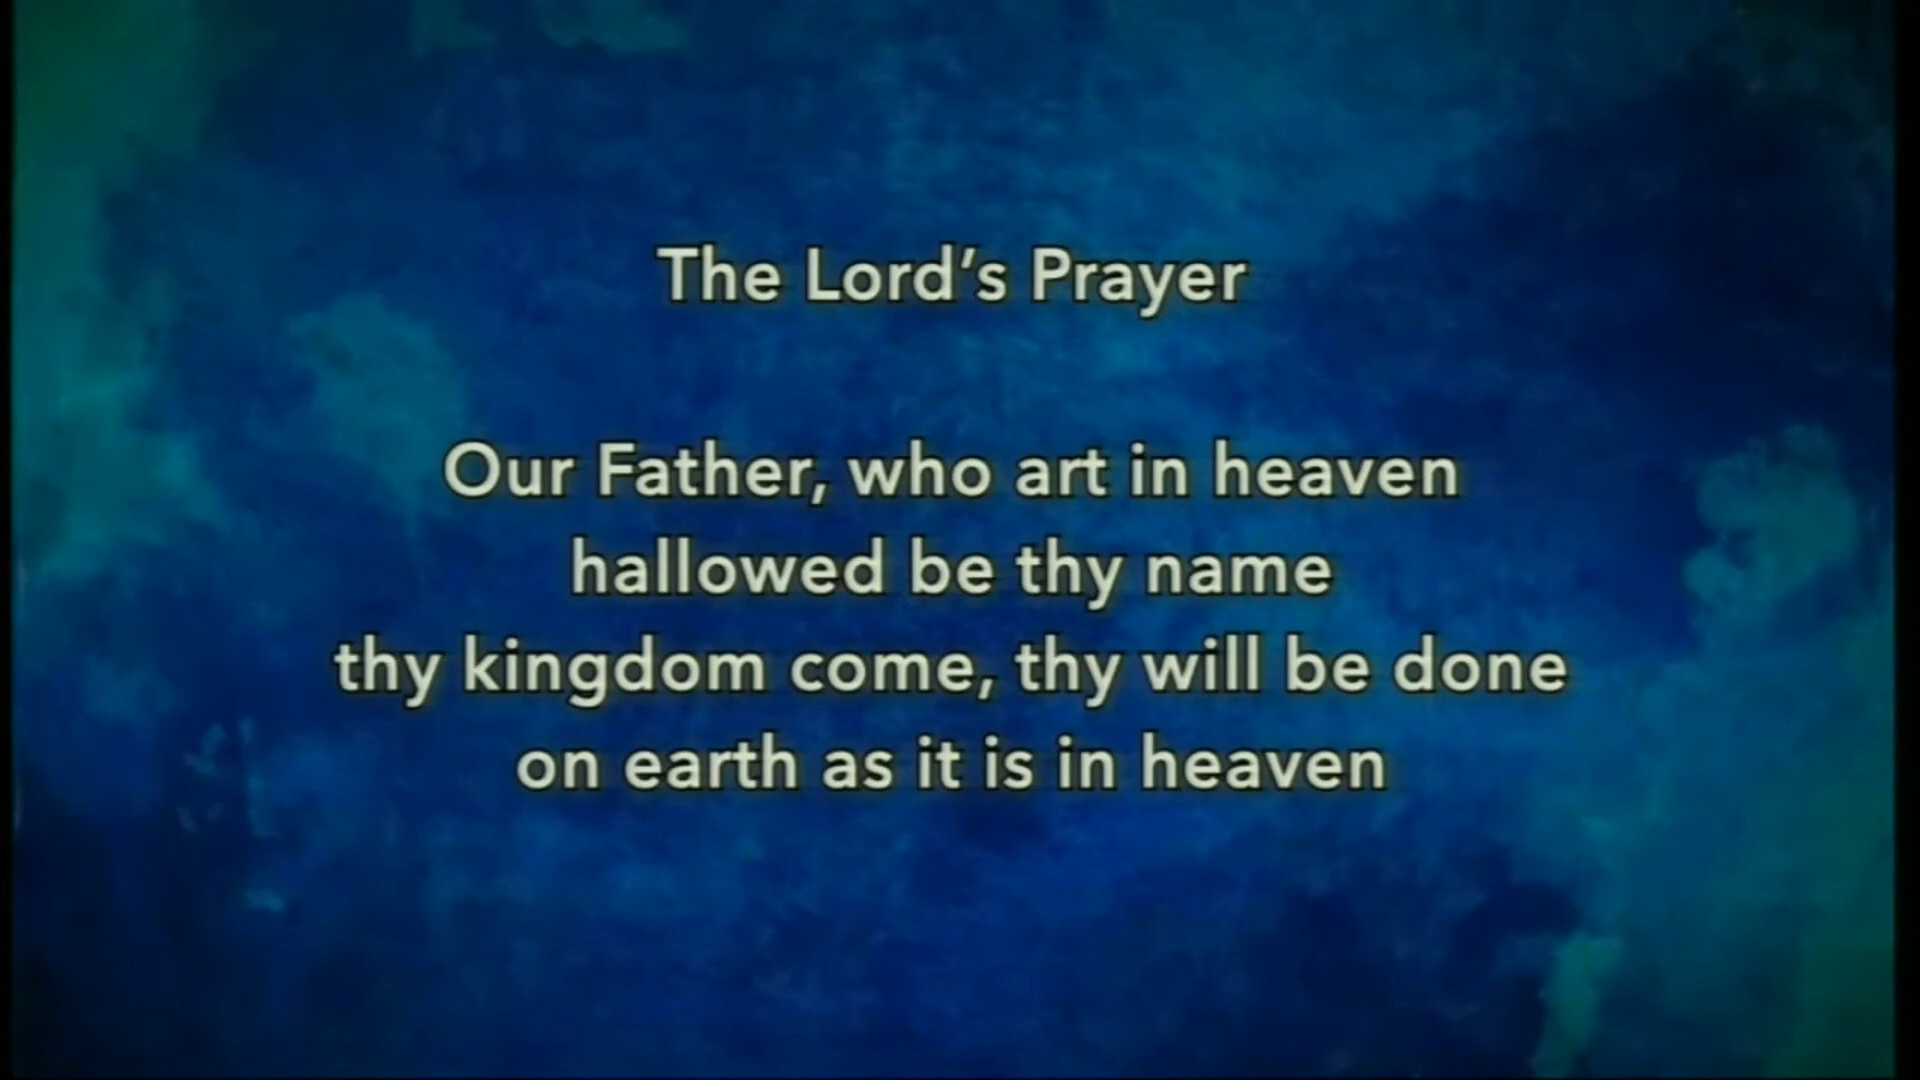 The Lord’s Prayer
Our Father, who art in heaven
hallowed be thy name
thy kingdom come, thy will be done
on earth as it is in heaven